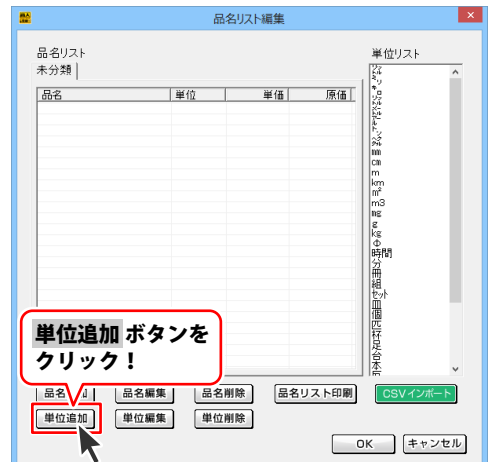 品名リスト編集
×
品名リスト
単位リスト
未分類
品名 単位 単価 原価
mm
cm
m
km
㎡
m3
mg
g
kg
Φ
時間
分
冊
組
セット
皿
個
匹
杯
足
台
本
単位追加 ボタンを
クリック！
品名 加 品名編集 品名削除 品名リスト印刷 CSVインポート
単位追加 単位編集 単位削除
OK キャンセル